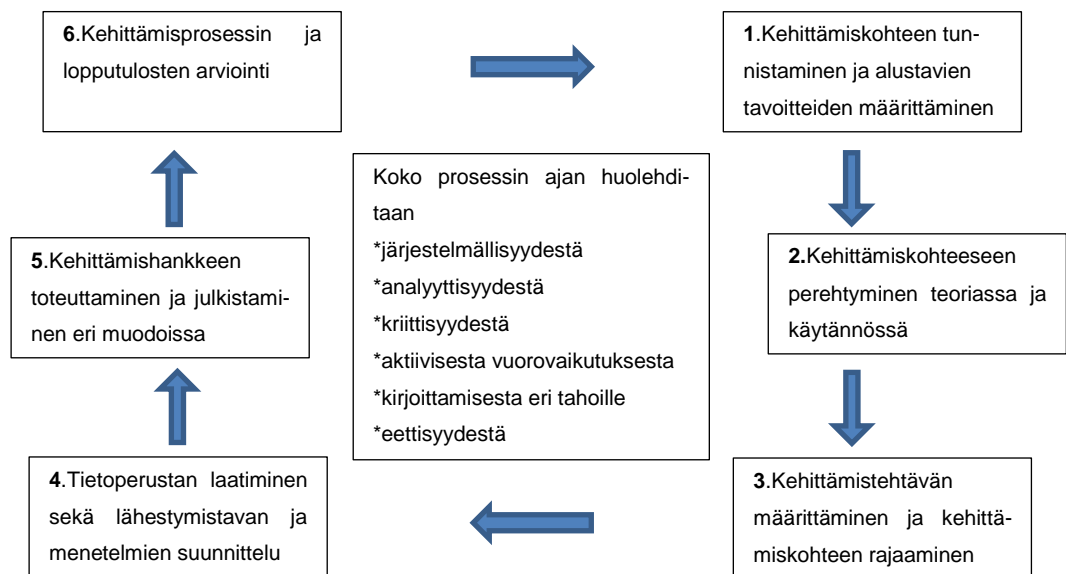 6.Kehittämisprosessin ja
lopputulosten arviointi
1.Kehittämiskohteen tun-
nistaminen ja alustavien
tavoitteiden määrittäminen
Koko prosessin ajan huolehdi-
taan
*järjestelmällisyydestä
*analyyttisyydestä
*kriittisyydestä
*aktiivisesta vuorovaikutuksesta
*kirjoittamisesta eri tahoille
*eettisyydestä
5.Kehittämishankkeen
toteuttaminen ja julkistami-
nen eri muodoissa
2.Kehittämiskohteeseen
perehtyminen teoriassa ja
käytännössä
4.Tietoperustan laatiminen
sekä lähestymistavan ja
menetelmien suunnittelu
3.Kehittämistehtävän
määrittäminen ja kehittä-
miskohteen rajaaminen